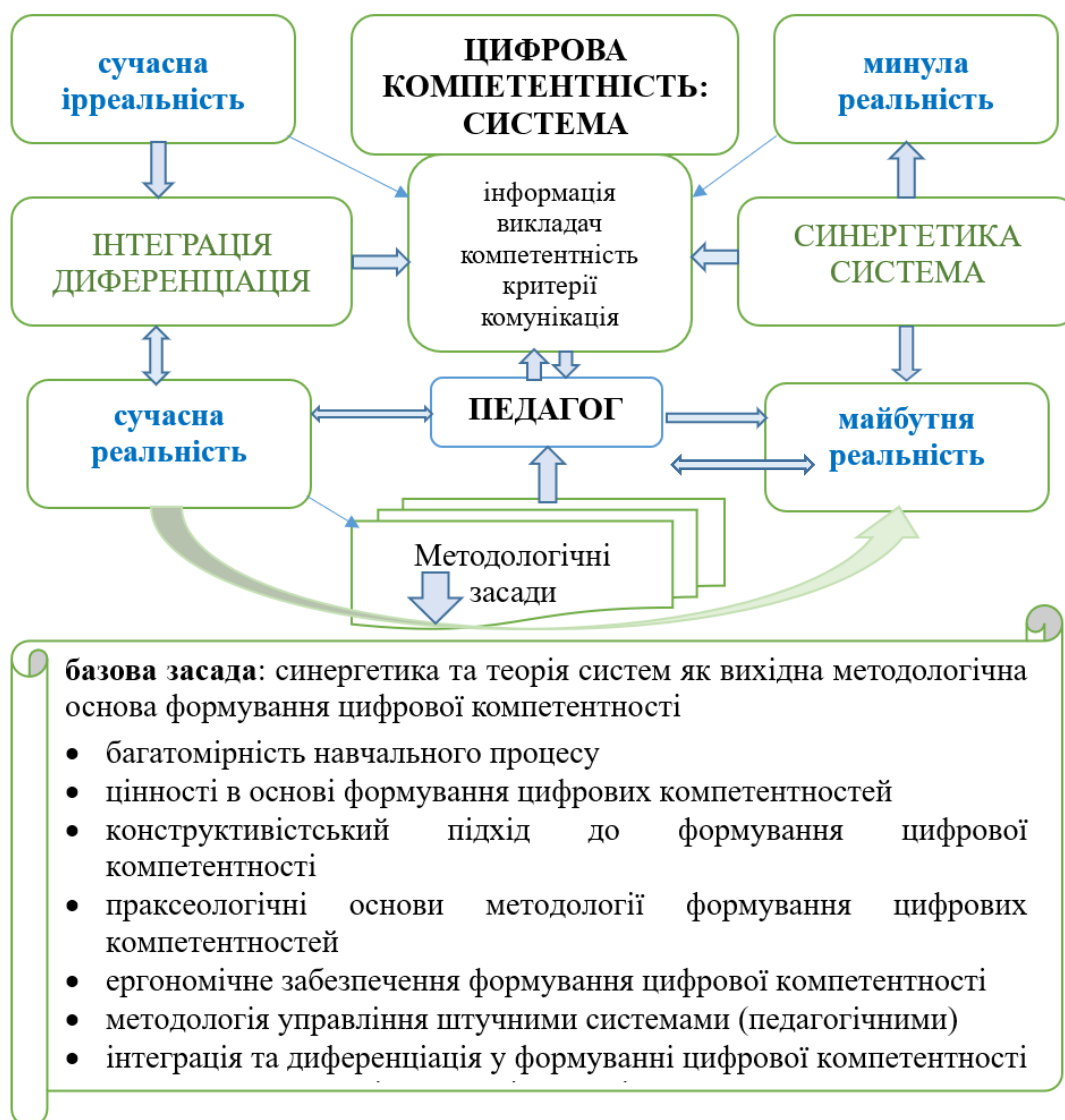 сучасна
ірреальність
ЦИФРОВА
КОМПЕТЕНТНІСТЬ:
СИСТЕМА
минула
реальність
ІНТЕГРАЦІЯ
ДИФЕРЕНЦІАЦІЯ
інформація
викладач
компетентність
критерії
комунікація
СИНЕРГЕТИКА
СИСТЕМА
сучасна
реальність
ПЕДАГОГ
майбутня
реальність
Методологічні
засади
базова засада: синергетика та теорія систем як вихідна методологічна
основа формування цифрової компетентності
• багатомірність навчального процесу
• цінності в основі формування цифрових компетентностей
• конструктивістський підхід до формування цифрової
компетентності
• праксеологічні основи методології формування цифрових
компетентностей
• ергономічне забезпечення формування цифрової компетентності
• методологія управління штучними системами (педагогічними)
• інтеграція та диференціація у формуванні цифрової компетентності